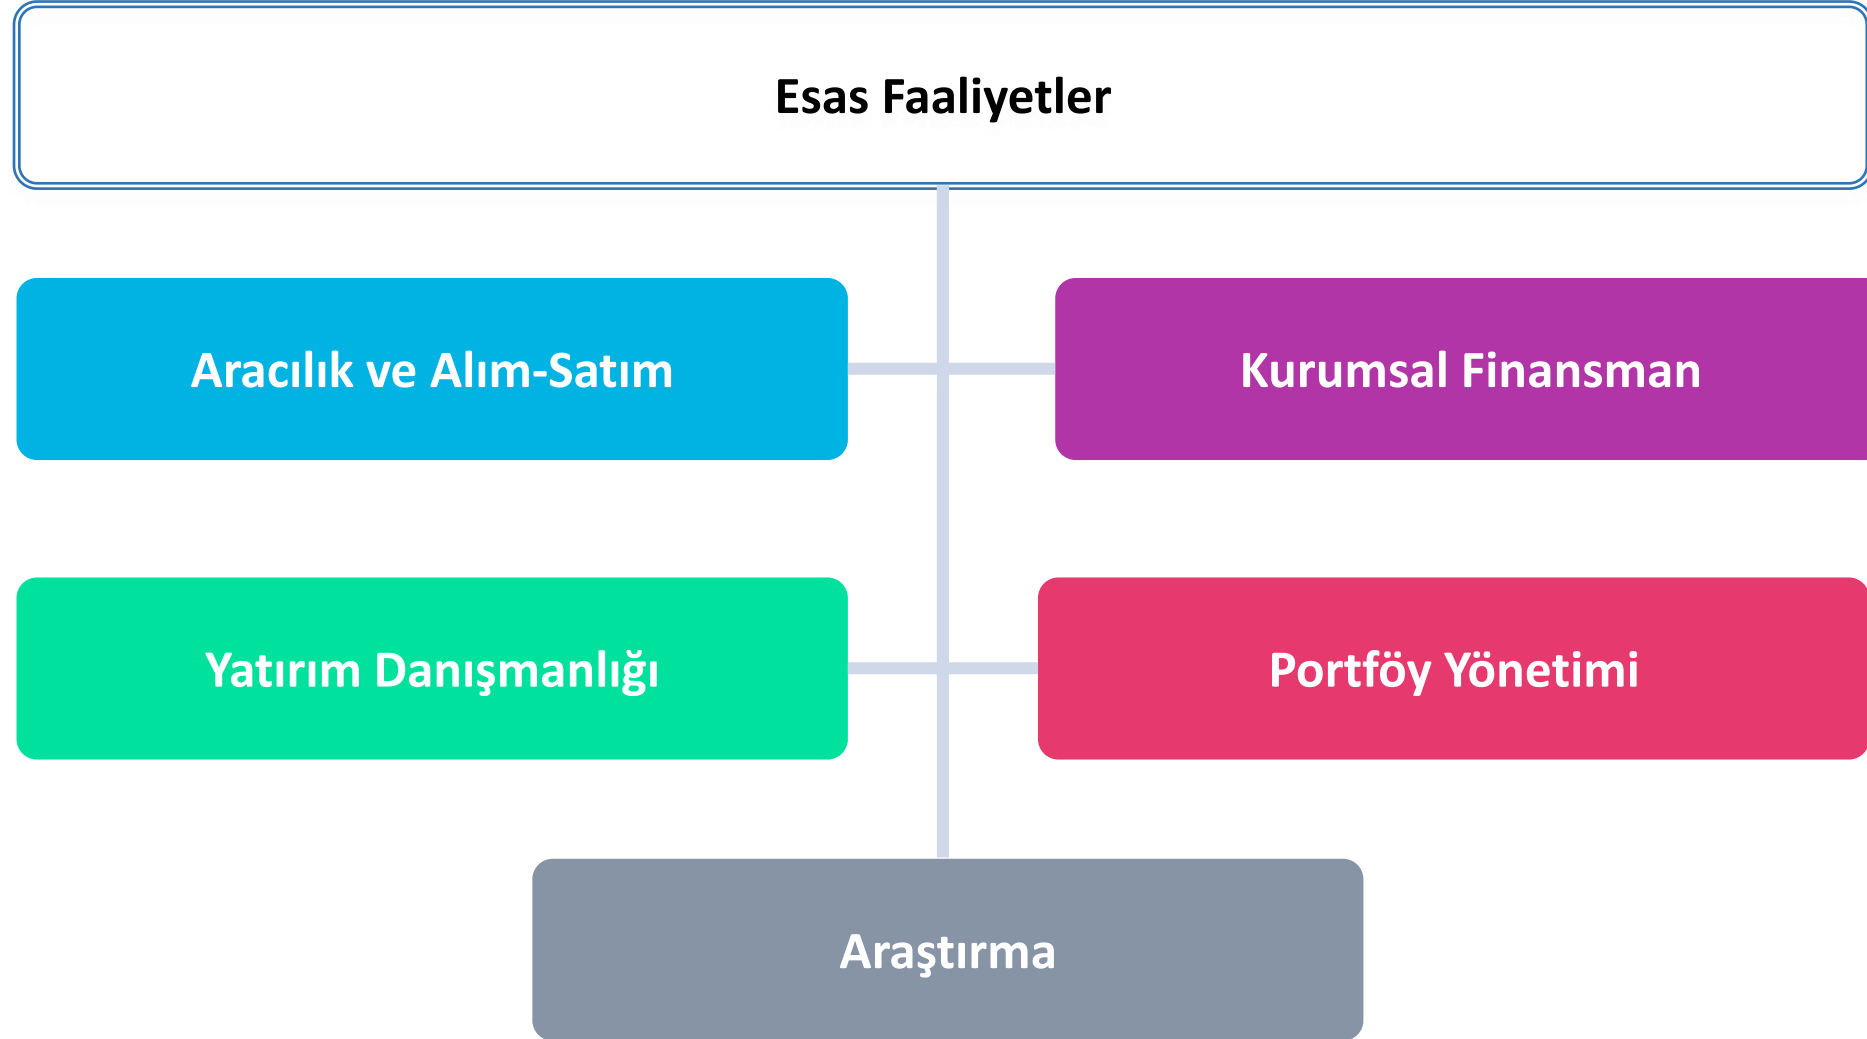 Esas Faaliyetler
Aracılık ve Alım-Satım
Kurumsal Finansman
Yatırım Danışmanlığı
Portföy Yönetimi
Araştırma